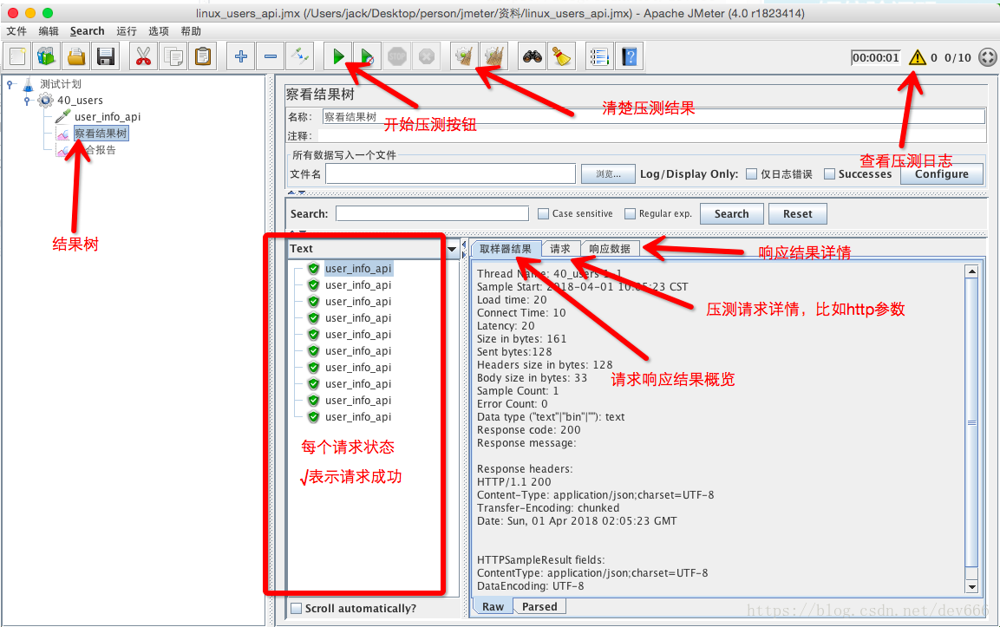 linux_users_api.jmx (/Users/jack/Desktop/person/jmeter/资料/linux_users_api.jmx) - Apache JMeter (4.0 r1823414)
文件 编辑 Search 运行 选项 帮助
STOP
00:00:01 0 0/10
测试计划
40_users
user_info_api
察看结果树
合报告
结果树
开始压测按钮
清楚压测结果
查看压测日志
察看结果树
名称: 察看结果树
注释:
所有数据写入一个文件
文件名 浏览... Log/Display Only: 仅日志错误 Successes Configure
Search: Case sensitive Regular exp. Search Reset
Text
user_info_api
user_info_api
user_info_api
user_info_api
user_info_api
user_info_api
user_info_api
user_info_api
user_info_api
user_info_api
每个请求状态
√表示请求成功
Scroll automatically?
取样器结果 请求 响应数据
响应结果详情
压测请求详情，比如http参数
请求响应结果概览
Thread Name: 40_users 1-1
Sample Start: 2018-04-01 10:05:23 CST
Load time: 20
Connect Time: 10
Latency: 20
Size in bytes: 161
Sent bytes:128
Headers size in bytes: 128
Body size in bytes: 33
Sample Count: 1
Error Count: 0
Data type ("text"|"bin"|""): text
Response code: 200
Response message:
Response headers:
HTTP/1.1 200
Content-Type: application/json;charset=UTF-8
Transfer-Encoding: chunked
Date: Sun, 01 Apr 2018 02:05:23 GMT
HTTPSampleResult fields:
ContentType: application/json;charset=UTF-8
DataEncoding: UTF-8
Raw Parsed
https://blog.csdn.net/dev666